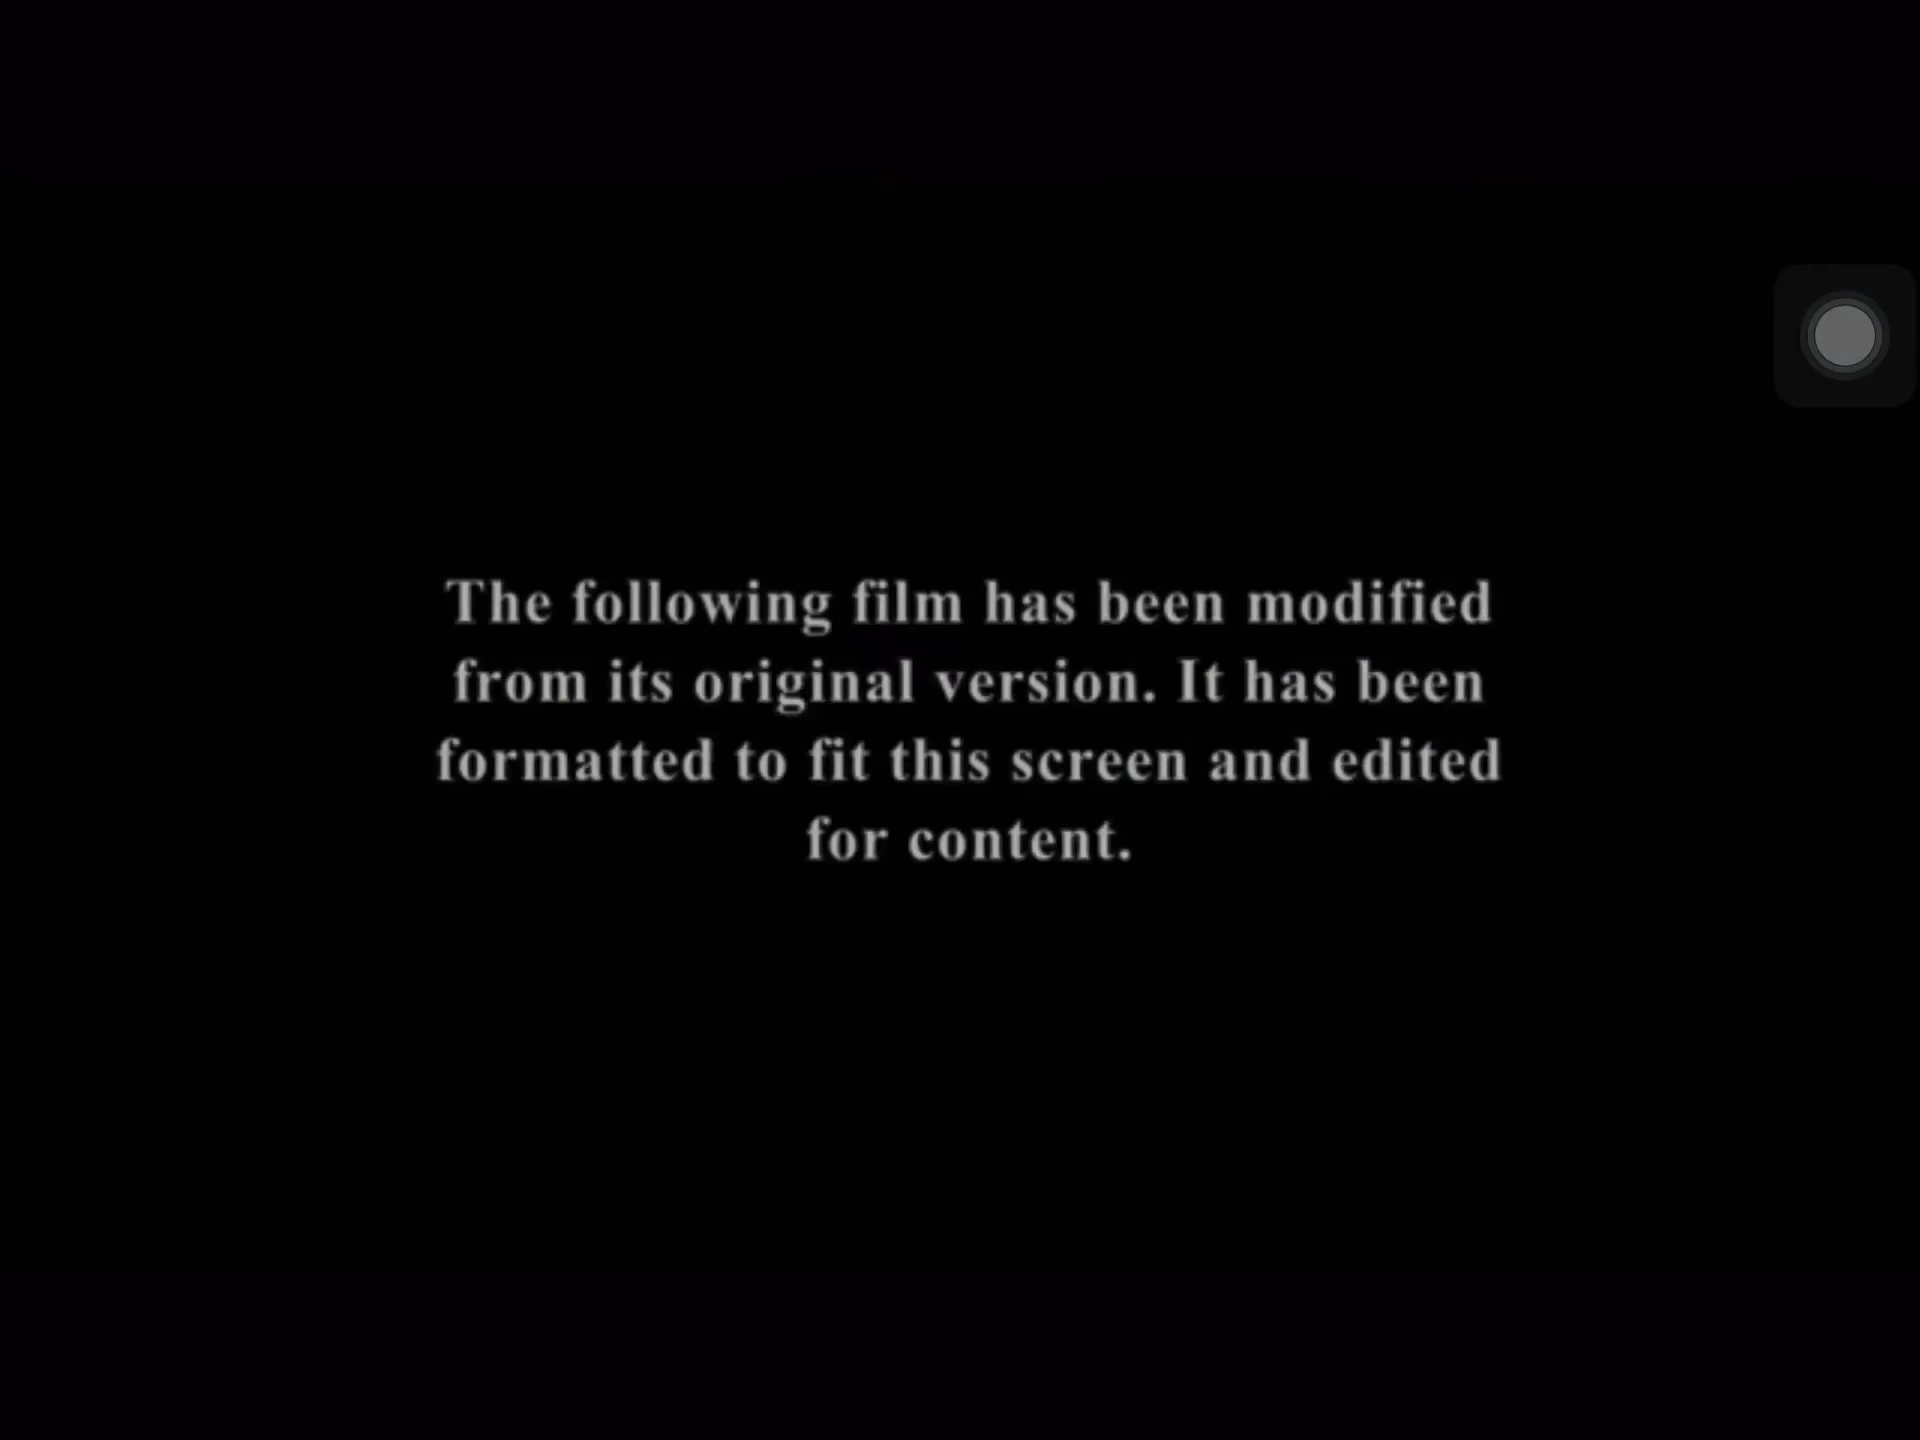 The following film has been modified
from its original version. It has been
formatted to fit this screen and edited
for content.